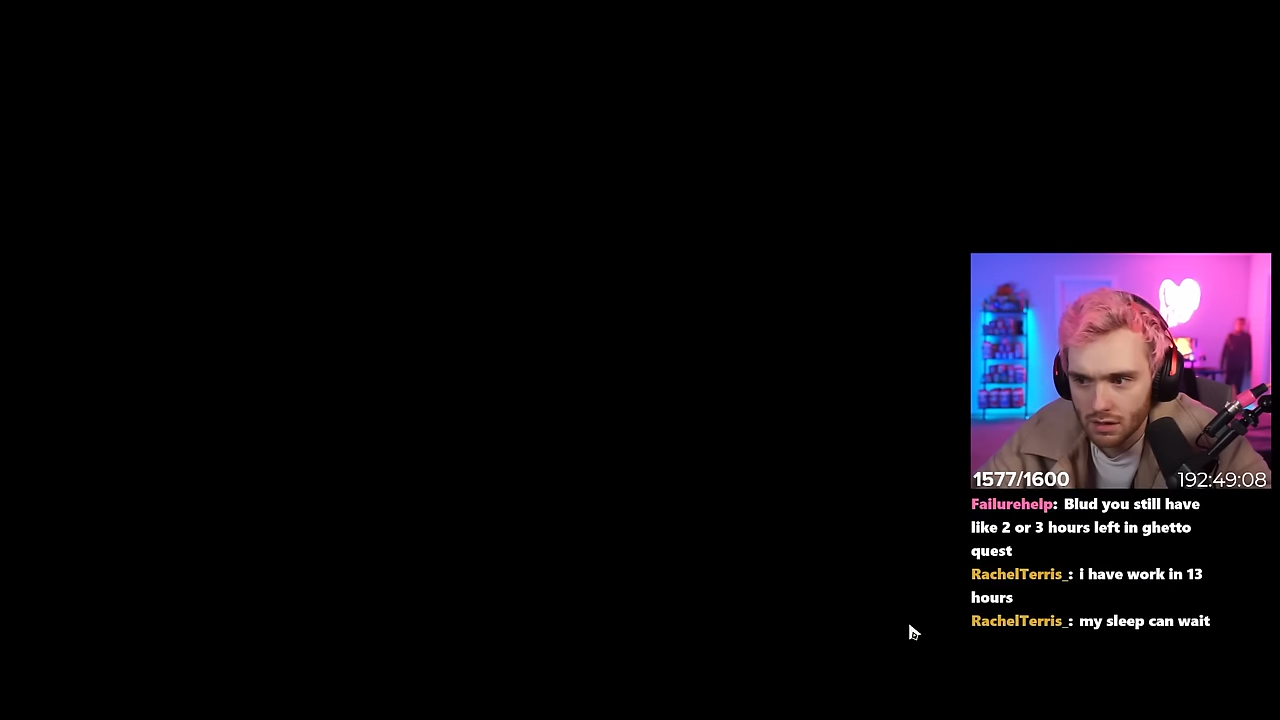 1577/1600
192:49:08
Failurehelp: Blud you still have
like 2 or 3 hours left in ghetto
quest
RachelTerris_: i have work in 13
hours
RachelTerris_: my sleep can wait